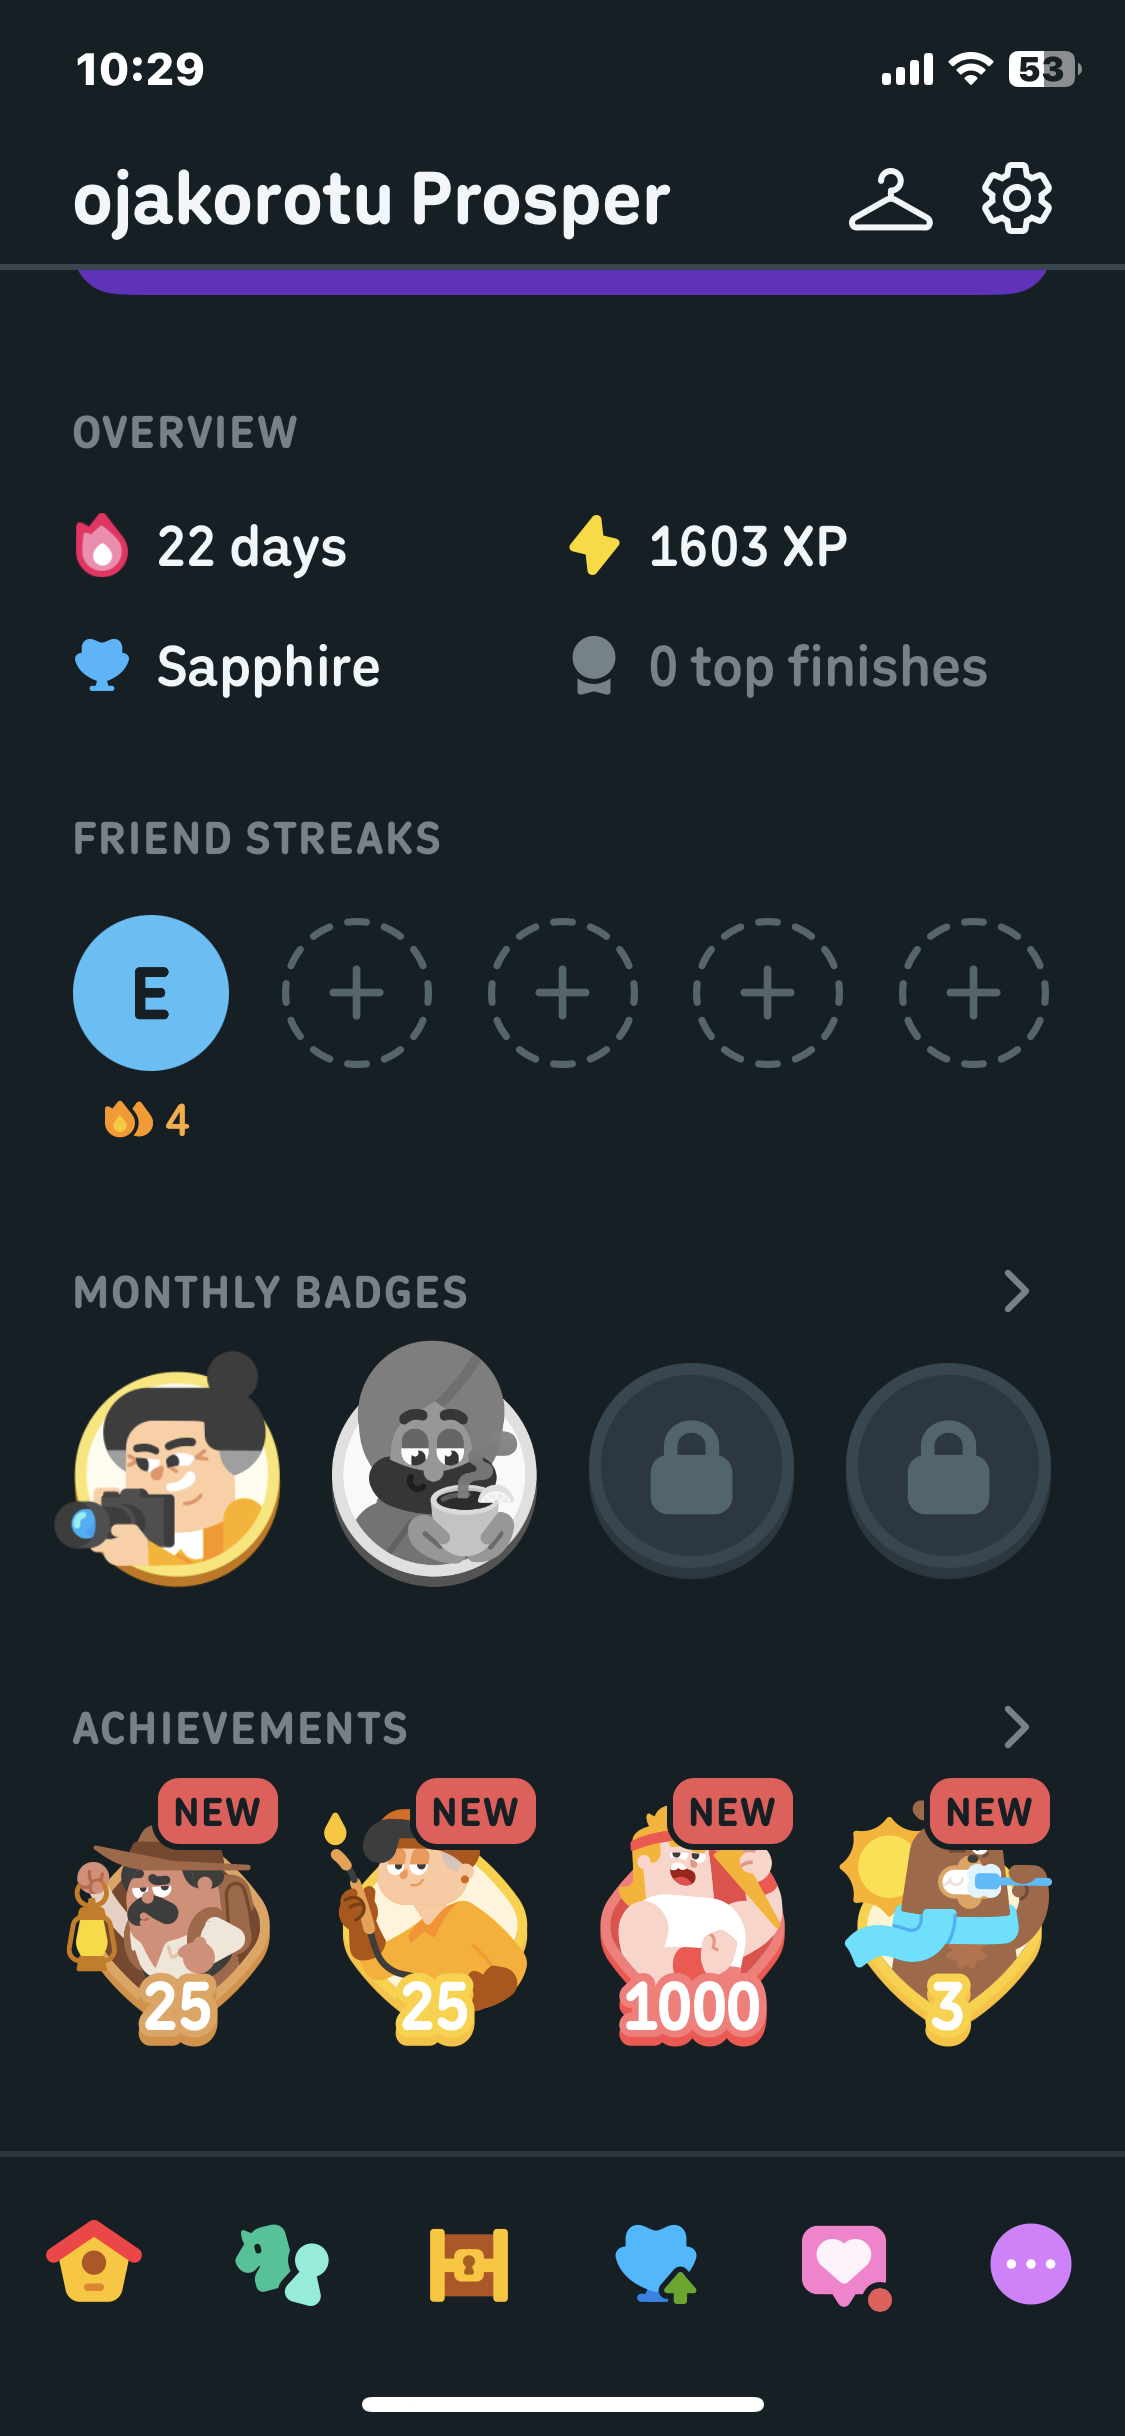 10:29
53
ojakorotu Prosper
OVERVIEW
22 days
1603 XP
Sapphire
0 top finishes
FRIEND STREAKS
E
4
MONTHLY BADGES
ACHIEVEMENTS
NEW
NEW
NEW
NEW
25
25
1000
3